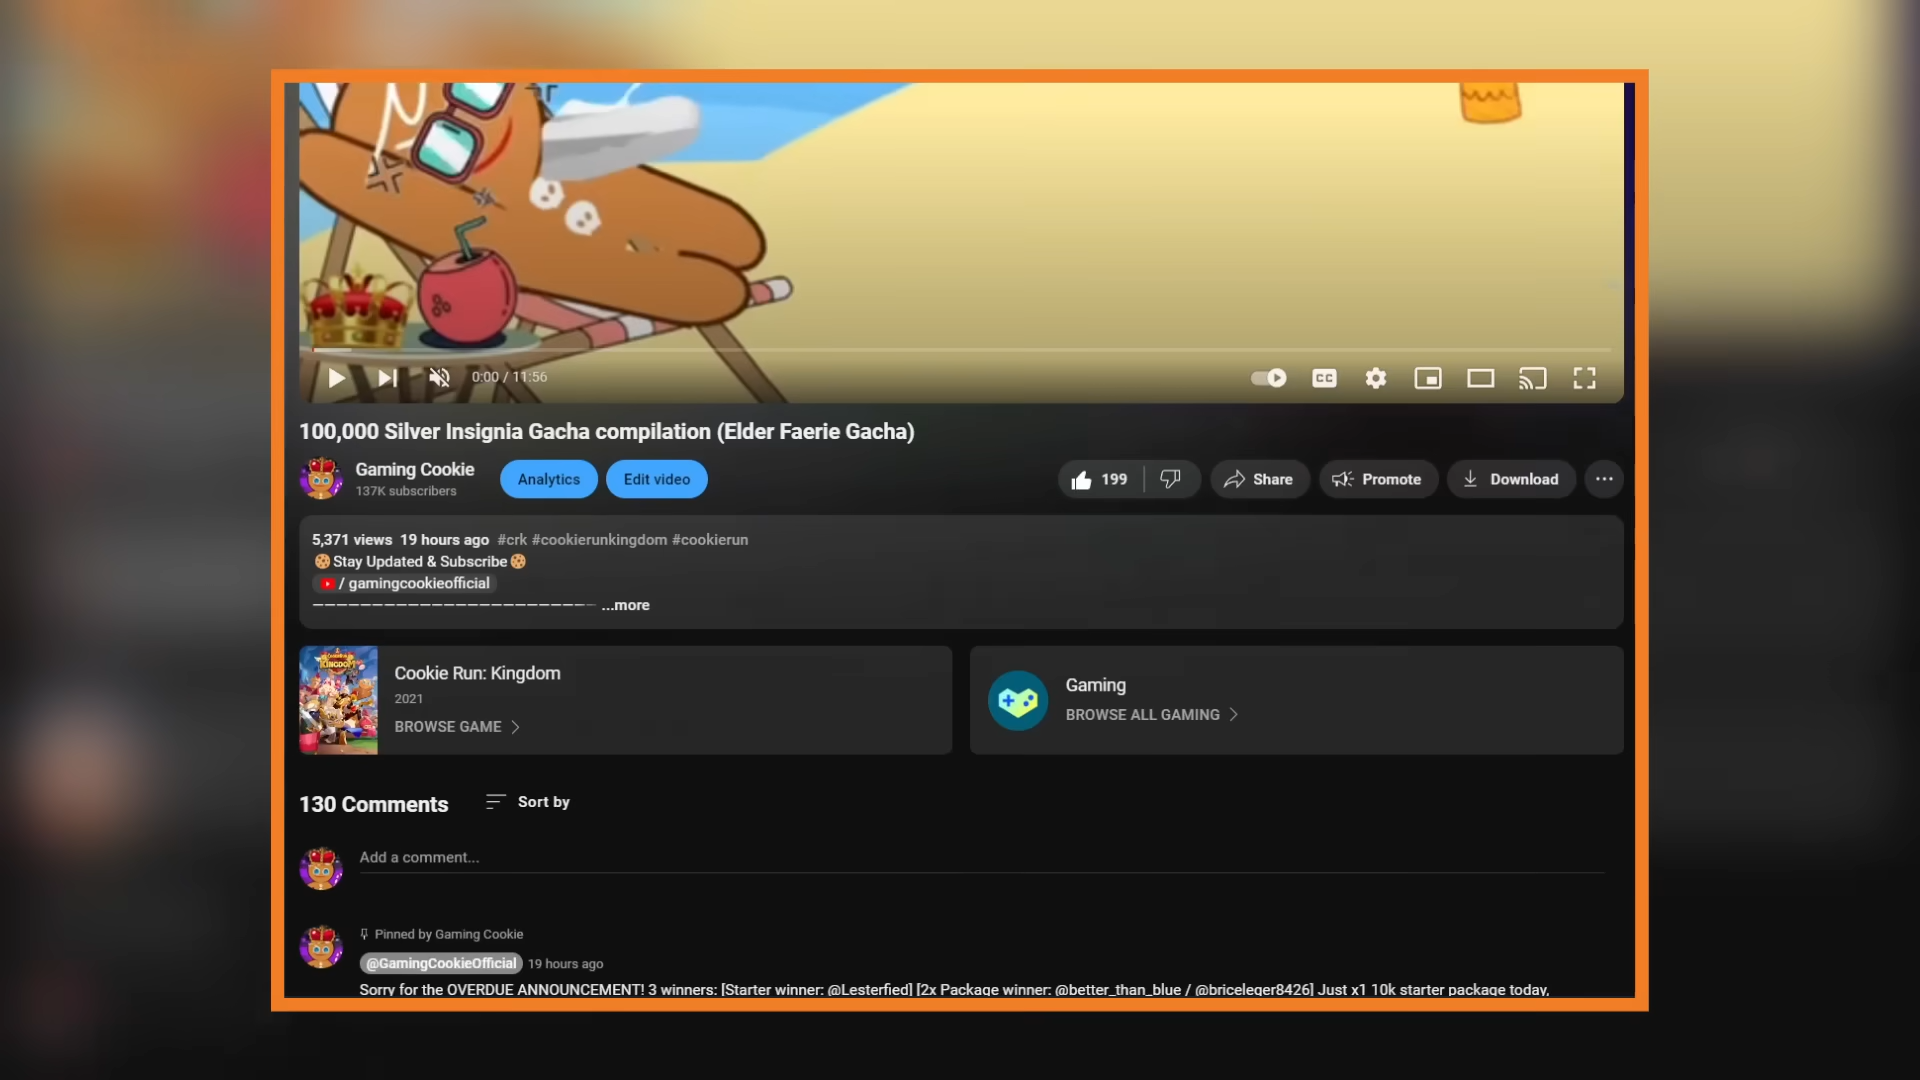 0:00 / 11:56
CC
100,000 Silver Insignia Gacha compilation (Elder Faerie Gacha)
Gaming Cookie
137K subscribers
Analytics
Edit video
199
Share
Promote
Download
5,371 views 19 hours ago #crk #cookierunkingdom #cookierun
🍪Stay Updated & Subscribe🍪
/ gamingcookieofficial
------------------------ ...more
KINGDOM
Cookie Run: Kingdom
2021
BROWSE GAME
Gaming
BROWSE ALL GAMING
130 Comments
Sort by
Add a comment...
Pinned by Gaming Cookie
@GamingCookieOfficial 19 hours ago
Sorry for the OVERDUE ANNOUNCEMENT! 3 winners: [Starter winner: @Lesterfied] [2x Package winner: @better_than_blue / @briceleger8426] Just x1 10k starter package today,